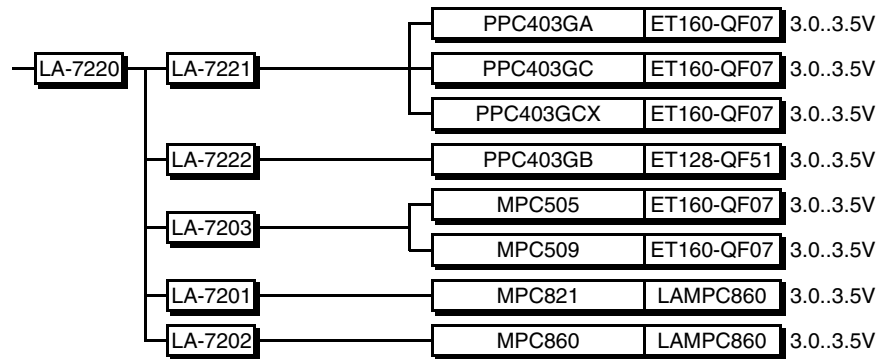 PPC403GA ET160-QF07 3.0..3.5V
LA-7220 LA-7221 PPC403GC ET160-QF07 3.0..3.5V
PPC403GCX ET160-QF07 3.0..3.5V
LA-7222 PPC403GB ET128-QF51 3.0..3.5V
MPC505 ET160-QF07 3.0..3.5V
LA-7203
MPC509 ET160-QF07 3.0..3.5V
LA-7201 MPC821 LAMPC860 3.0..3.5V
LA-7202 MPC860 LAMPC860 3.0..3.5V